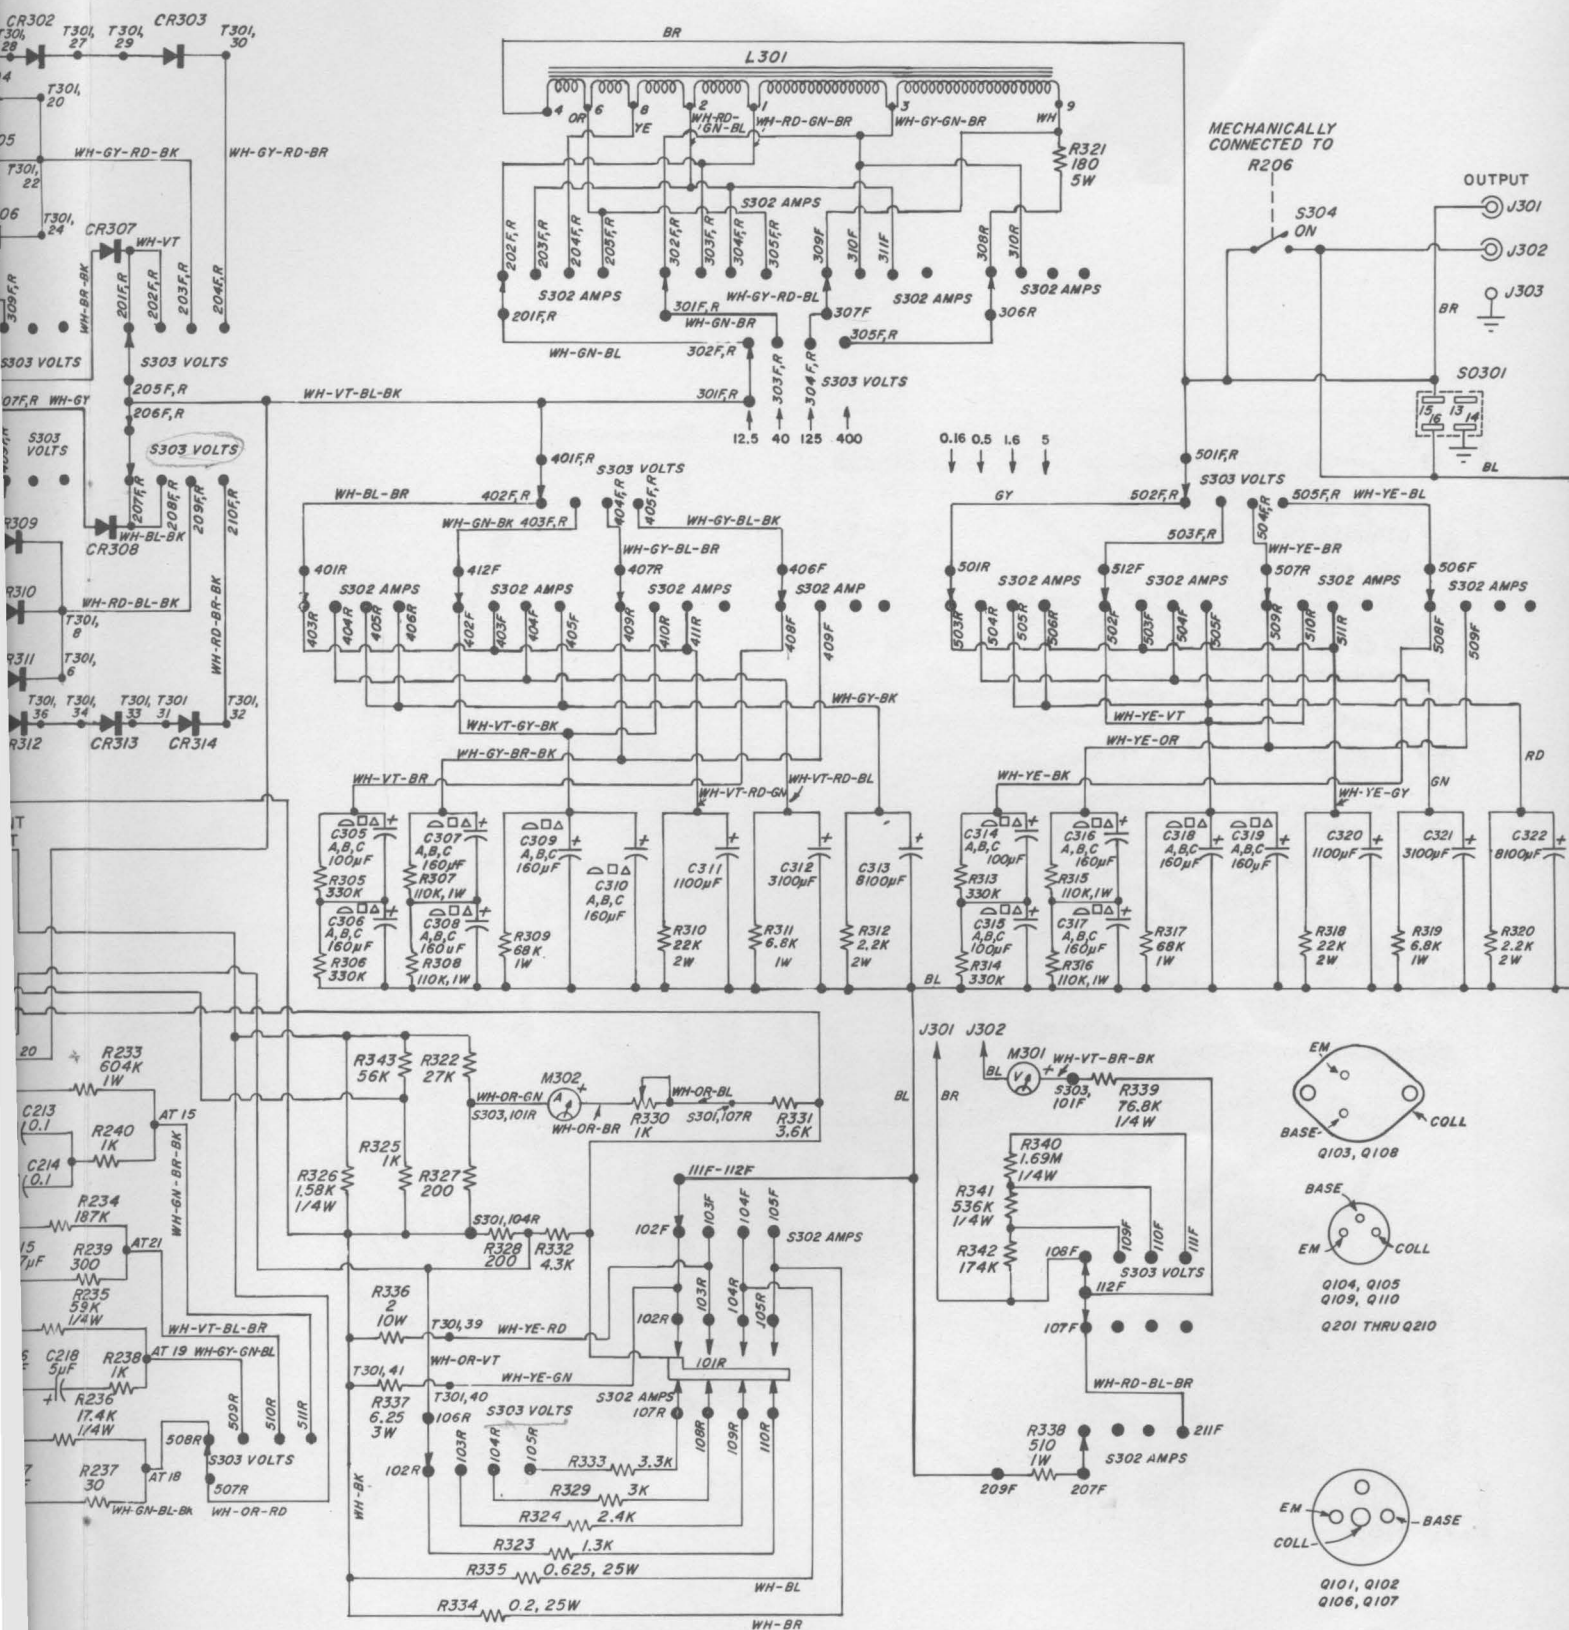 CR302
CR303
T301,
28
T301,
27
T301,
29
T301,
30
T301,
20
WH-GY-RD-BK
WH-GY-RD-BR
T301,
22
T301,
24
CR307
WH-VT
WH-BR-BK
309F,R
201F,R
202F,R
203F,R
204F,R
S303 VOLTS
S303 VOLTS
205F,R
206F,R
WH-VT-BL-BK
07F,R WH-GY
S303
VOLTS
S303 VOLTS
207F,R
208F,R
209F,R
210F,R
WH-BL-BK
CR308
R309
R310
WH-RD-BL-BK
T301,
8
R311
T301,
6
WH-RD-BR-BK
T301,
36
T301,
34
T301,
33
T301
31
T301,
32
R312
CR313
CR314
BR
L301
4
6
8
2
1
3
9
OR
YE
WH-RD-
GN-BL
WH-RD-GN-BR
WH-GY-GN-BR
WH
R321
180
5W
S302 AMPS
202F,R
203F,R
204F,R
205F,R
302F,R
303F,R
304F,R
305F,R
309F
310F
311F
308R
310R
S302 AMPS
WH-GY-RD-BL
S302 AMPS
S302 AMPS
201F,R
301F,R
WH-GN-BR
307F
306R
WH-GN-BL
302F,R
303F,R
304F,R
305F,R
S303 VOLTS
301F,R
12.5
40
125
400
MECHANICALLY
CONNECTED TO
R206
S304
ON
OUTPUT
J301
J302
J303
BR
SO301
15
16
13
14
BL
401F,R
S303 VOLTS
WH-BL-BR
402F,R
404F,R
405F,R
WH-GN-BK 403F,R
WH-GY-BL-BK
WH-GY-BL-BR
401R
412F
407R
406F
S302 AMPS
S302 AMPS
S302 AMPS
S302 AMP
403R
404R
405R
406R
402F
403F
404F
405F
409R
410R
411R
408F
409F
WH-GY-BK
WH-VT-GY-BK
WH-GY-BR-BK
WH-VT-BR
WH-VT-RD-GN
WH-VT-RD-BL
0.16
0.5
1.6
5
501F,R
S303 VOLTS
GY
502F,R
504F,R
505F,R WH-YE-BL
503F,R
WH-YE-BR
501R
512F
507R
506F
S302 AMPS
S302 AMPS
S302 AMPS
S302 AMPS
503R
504R
505R
506R
502F
503F
504F
505F
509R
510R
511R
508F
509F
WH-YE-VT
WH-YE-OR
WH-YE-BK
WH-YE-GY
GN
RD
C305
A,B,C
100µF
R305
330K
C306
A,B,C
160µF
R306
330K
C307
A,B,C
160µF
R307
110K,1W
C308
A,B,C
160µF
R308
110K,1W
C309
A,B,C
160µF
R309
68K
1W
C310
A,B,C
160µF
C311
1100µF
R310
22K
2W
C312
3100µF
R311
6.8K
1W
C313
8100µF
R312
2.2K
2W
C314
A,B,C
100µF
R313
330K
C315
A,B,C
100µF
R314
330K
C316
A,B,C
160µF
R315
110K,1W
C317
A,B,C
160µF
R316
110K,1W
C318
A,B,C
160µF
R317
68K
1W
C319
A,B,C
160µF
C320
1100µF
R318
22K
2W
C321
3100µF
R319
6.8K
1W
C322
8100µF
R320
2.2K
2W
BL
20
R233
604K
1W
AT 15
C213
0.1
R240
1K
C214
0.1
R234
187K
AT21
R239
300
R235
59K
1/4W
WH-GN-BR-BK
WH-VT-BL-BR
AT 19 WH-GY-GN-BL
C218
5µF
R238
1K
R236
17.4K
1/4W
509R
510R
511R
508R
S303 VOLTS
R237
30
AT 18
507R
WH-GN-BL-BK
WH-OR-RD
R343
56K
R322
27K
M302
A
WH-OR-GN
S303,101R
WH-OR-BR
R330
1K
WH-OR-BL
S301,107R
R331
3.6K
R325
1K
R326
1.58K
1/4W
R327
200
S301,104R
R328
200
R332
4.3K
111F-112F
102F
103F
104F
105F
S302 AMPS
102R
103R
104R
105R
101R
R336
2
10W
T301,39
WH-YE-RD
WH-OR-VT
T301,41
WH-YE-GN
R337
6.25
3W
T301,40
S302 AMPS
107R
108R
109R
110R
106R
S303 VOLTS
102R
103R
104R
105R
R333
3.3K
R329
3K
R324
2.4K
R323
1.3K
R335
0.625, 25W
WH-BL
R334
0.2, 25W
WH-BR
WH-BK
J301
J302
BL
BR
BL
M301
V
WH-VT-BR-BK
S303,
101F
R339
76.8K
1/4W
R340
1.69M
1/4W
R341
536K
1/4W
R342
174K
108F
109F
110F
111F
S303 VOLTS
112F
107F
WH-RD-BL-BR
R338
510
1W
211F
S302 AMPS
209F
207F
EM
BASE
COLL
Q103, Q108
BASE
EM
COLL
Q104, Q105
Q109, Q110
Q201 THRU Q210
EM
BASE
COLL
Q101, Q102
Q106, Q107